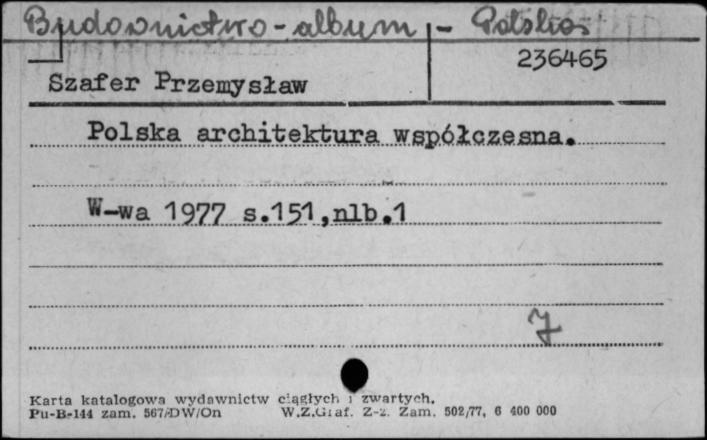 Budownictwo - album - Polska
236465
Szafer Przemysław
Polska architektura współczesna.
W-wa 1977 s.151,nlb.1
7
Karta katalogowa wydawnictw ciągłych i zwartych.
Pu-B-144 zam. 567/DW/On W.Z.Graf. Z-z. Zam. 502/77, 6 400 000